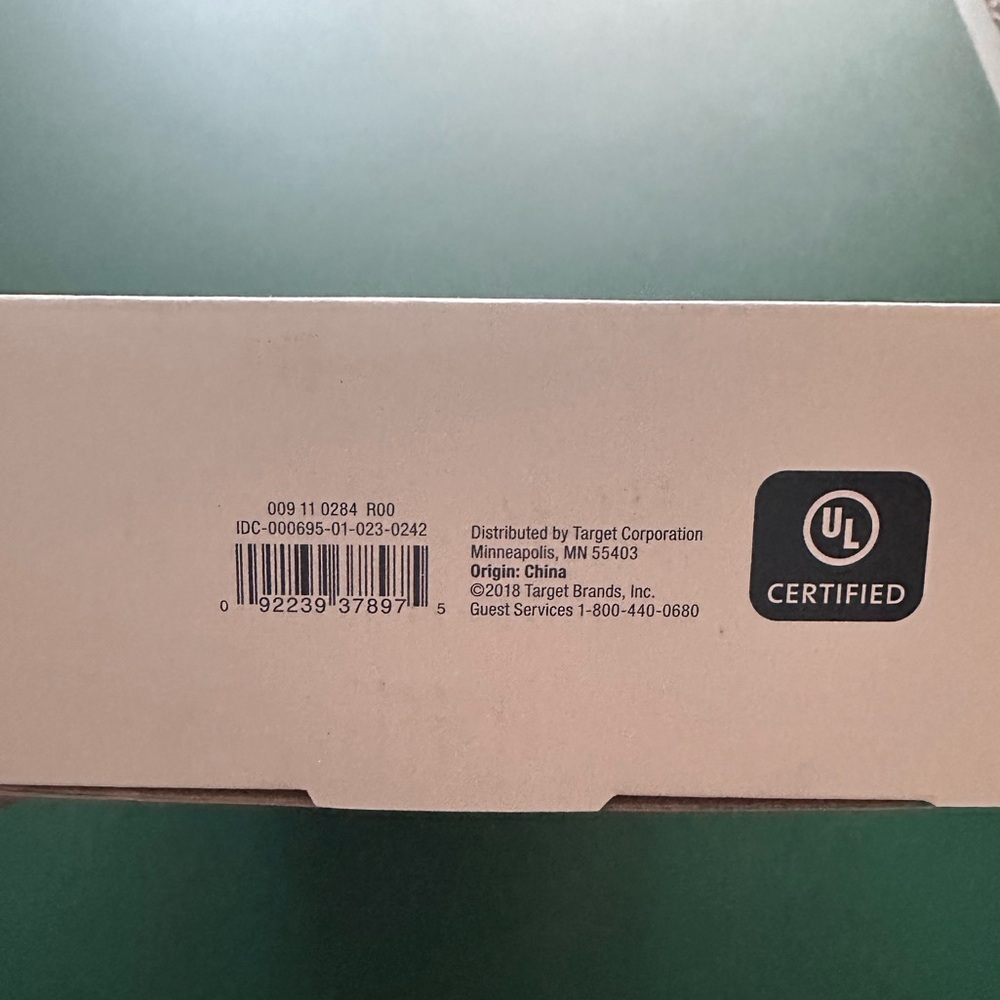 009 11 0284 R00
IDC-000695-01-023-0242
0 92239 37897 5
Distributed by Target Corporation
Minneapolis, MN 55403
Origin: China
©2018 Target Brands, Inc.
Guest Services 1-800-440-0680
UL
CERTIFIED